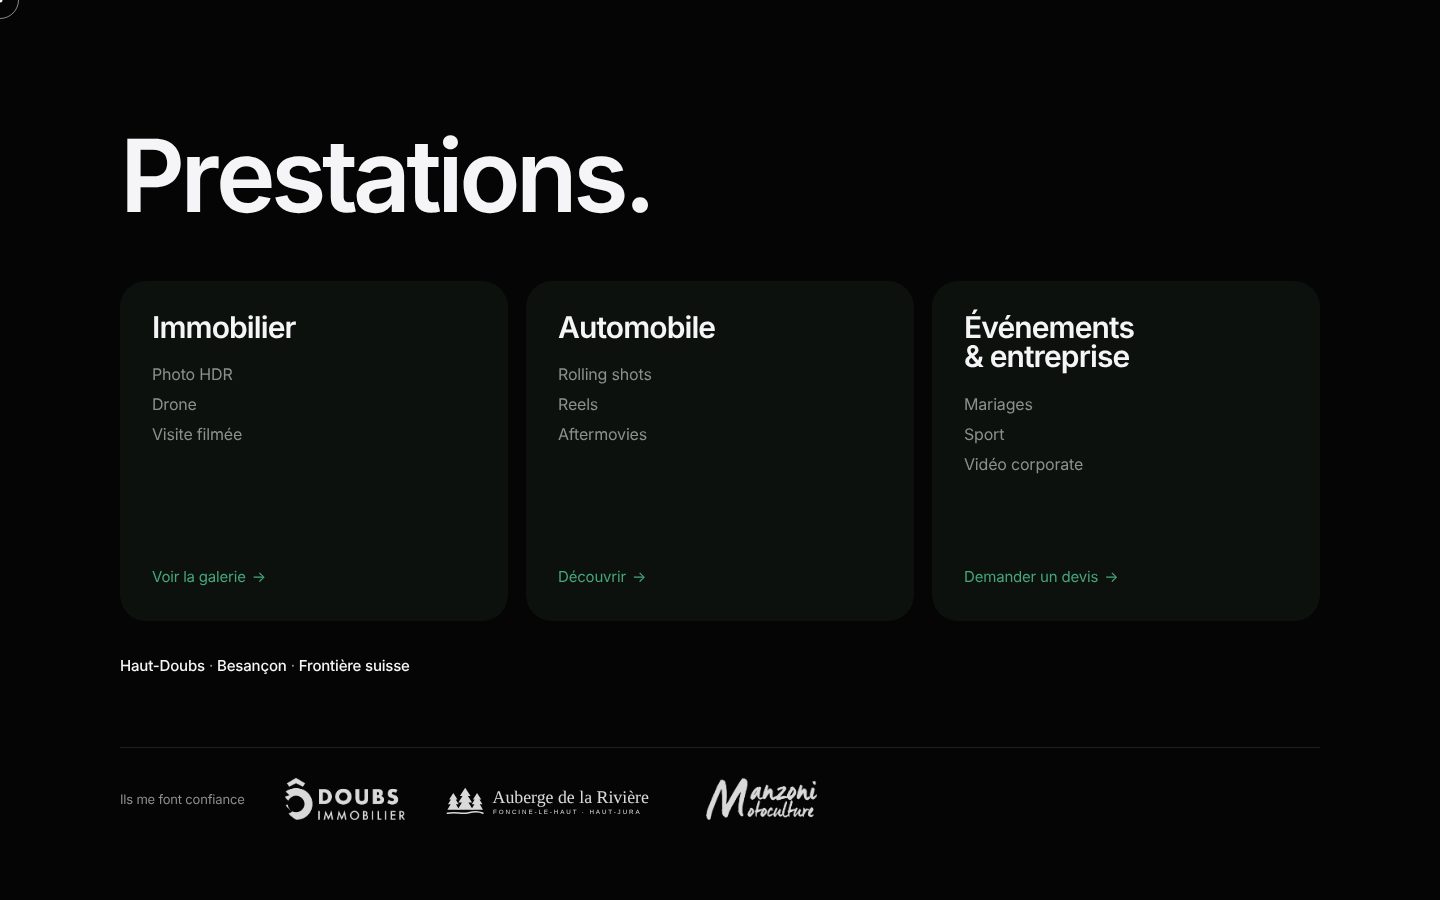 Prestations.
Immobilier
Photo HDR
Drone
Visite filmée
Voir la galerie →
Automobile
Rolling shots
Reels
Aftermovies
Découvrir →
Événements
& entreprise
Mariages
Sport
Vidéo corporate
Demander un devis →
Haut-Doubs · Besançon · Frontière suisse
Ils me font confiance
DOUBS
IMMOBILIER
Auberge de la Rivière
FONCINE-LE-HAUT · HAUT-JURA
Manzoni
Motoculture